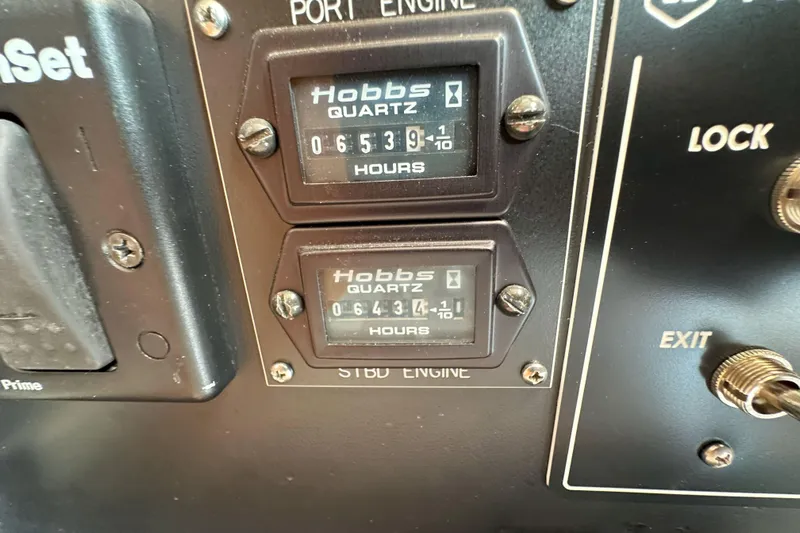 PORT ENGINE
Hobbs
QUARTZ
0 6 5 3 9 1/10
HOURS
Hobbs
QUARTZ
0 6 4 3 4 1/10
HOURS
STBD ENGINE
nSet
Prime
LOCK
EXIT